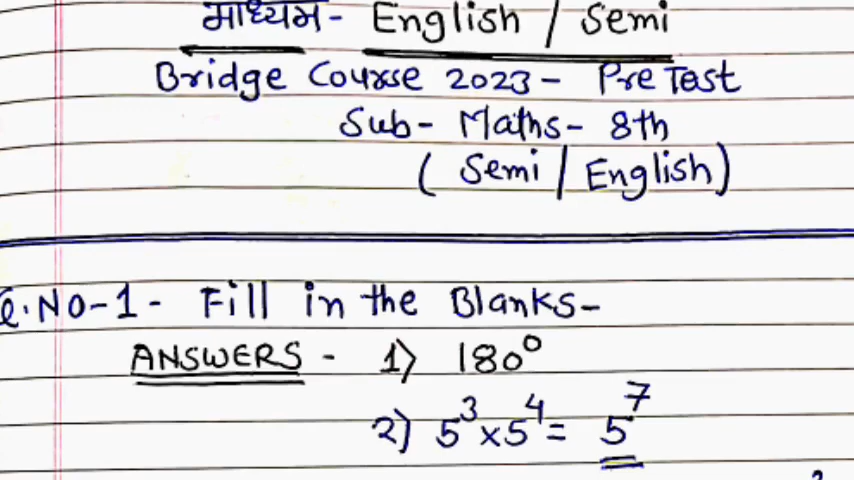 माध्यम- English / Semi
Bridge Course 2023- Pre Test
Sub- Maths- 8th
( Semi / English)
Q.NO-1- Fill in the Blanks-
ANSWERS - 1) 180°
2) 5³×5⁴= 5⁷